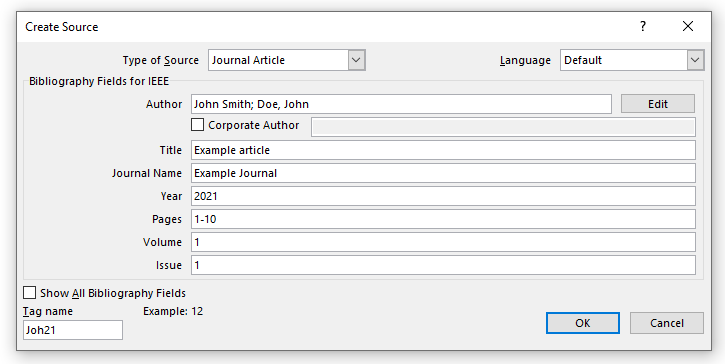 Create Source ? ×
Type of Source Journal Article Language Default
Bibliography Fields for IEEE
Author John Smith; Doe, John Edit
Corporate Author
Title Example article
Journal Name Example Journal
Year 2021
Pages 1-10
Volume 1
Issue 1
Show All Bibliography Fields
Tag name Example: 12
Joh21 OK Cancel